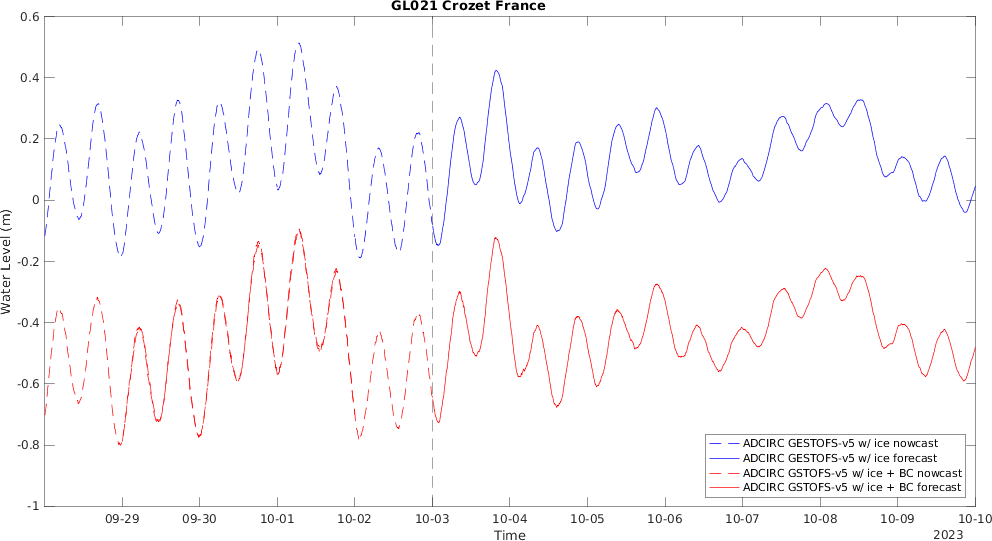 GL021 Crozet France
0.6
0.4
0.2
0
-0.2
-0.4
-0.6
-0.8
-1
Water Level (m)
ADCIRC GESTOFS-v5 w/ ice nowcast
ADCIRC GESTOFS-v5 w/ ice forecast
ADCIRC GSTOFS-v5 w/ ice + BC nowcast
ADCIRC GSTOFS-v5 w/ ice + BC forecast
09-29 09-30 10-01 10-02 10-03 10-04 10-05 10-06 10-07 10-08 10-09 10-10
Time
2023